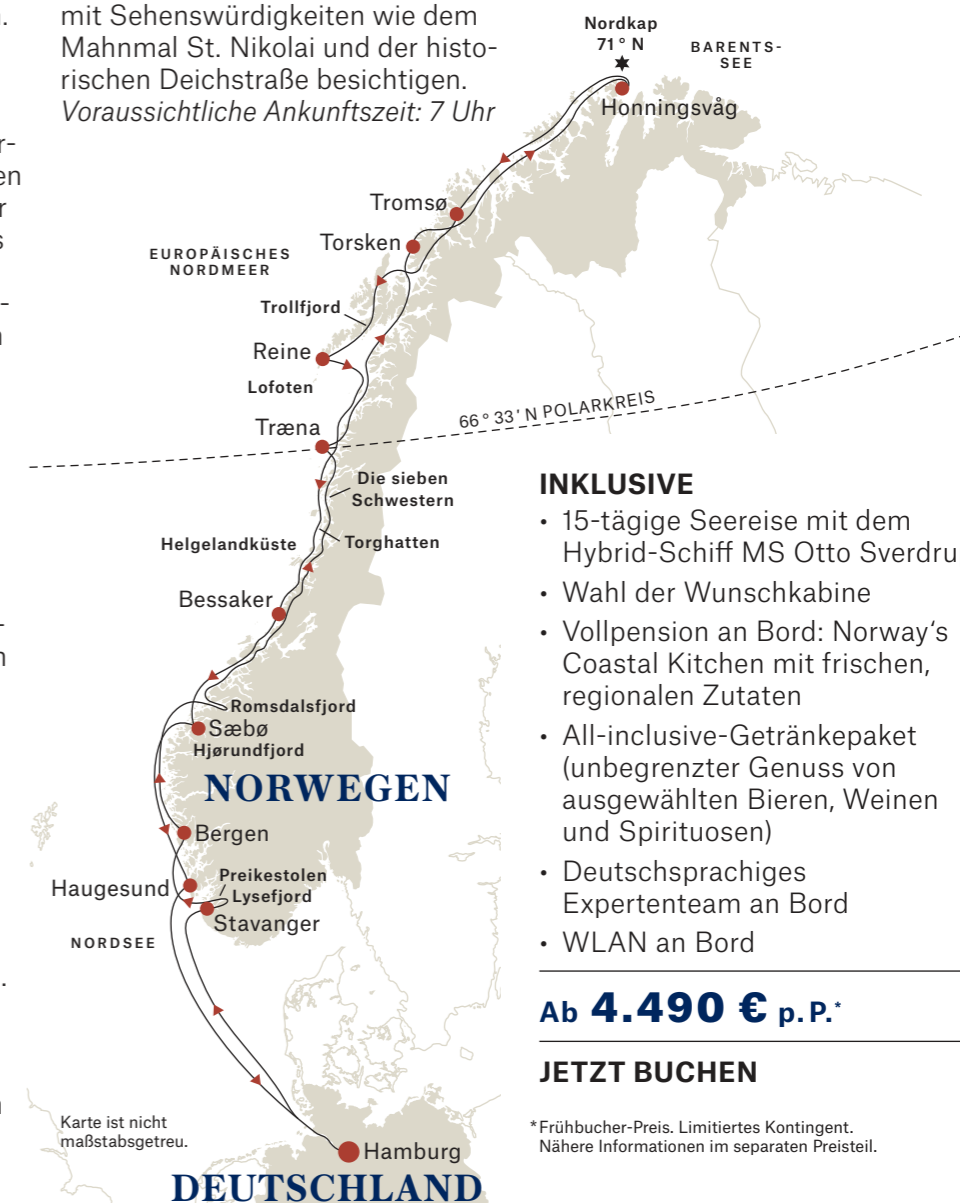 mit Sehenswürdigkeiten wie dem
Mahnmal St. Nikolai und der histo-
rischen Deichstraße besichtigen.
Voraussichtliche Ankunftszeit: 7 Uhr
Nordkap
71° N
BARENTS-
SEE
Honningsvåg
Tromsø
Torsken
EUROPÄISCHES
NORDMEER
Trollfjord
Reine
Lofoten
Træna
66° 33' N POLARKREIS
Die sieben
Schwestern
Helgelandküste
Torghatten
Bessaker
Romsdalsfjord
Sæbø
Hjørundfjord
NORWEGEN
Bergen
Haugesund
Preikestolen
Lysefjord
Stavanger
NORDSEE
Karte ist nicht
maßstabsgetreu.
Hamburg
DEUTSCHLAND
INKLUSIVE
• 15-tägige Seereise mit dem
Hybrid-Schiff MS Otto Sverdru
• Wahl der Wunschkabine
• Vollpension an Bord: Norway‘s
Coastal Kitchen mit frischen,
regionalen Zutaten
• All-inclusive-Getränkepaket
(unbegrenzter Genuss von
ausgewählten Bieren, Weinen
und Spirituosen)
• Deutschsprachiges
Expertenteam an Bord
• WLAN an Bord
Ab 4.490 € p.P.*
JETZT BUCHEN
*Frühbucher-Preis. Limitiertes Kontingent.
Nähere Informationen im separaten Preisteil.